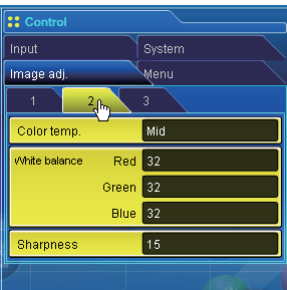 Control
Input System
Image adj. Menu
1 2 3
Color temp. Mid
White balance Red 32
Green 32
Blue 32
Sharpness 15